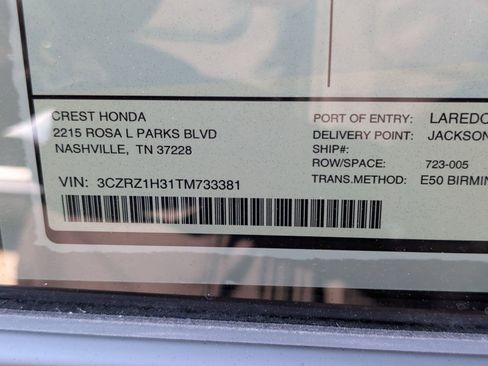 CREST HONDA
2215 ROSA L PARKS BLVD
NASHVILLE, TN 37228
VIN: 3CZRZ1H31TM733381
PORT OF ENTRY: LAREDO
DELIVERY POINT: JACKSON
SHIP#:
ROW/SPACE: 723-005
TRANS.METHOD: E50 BIRMIN